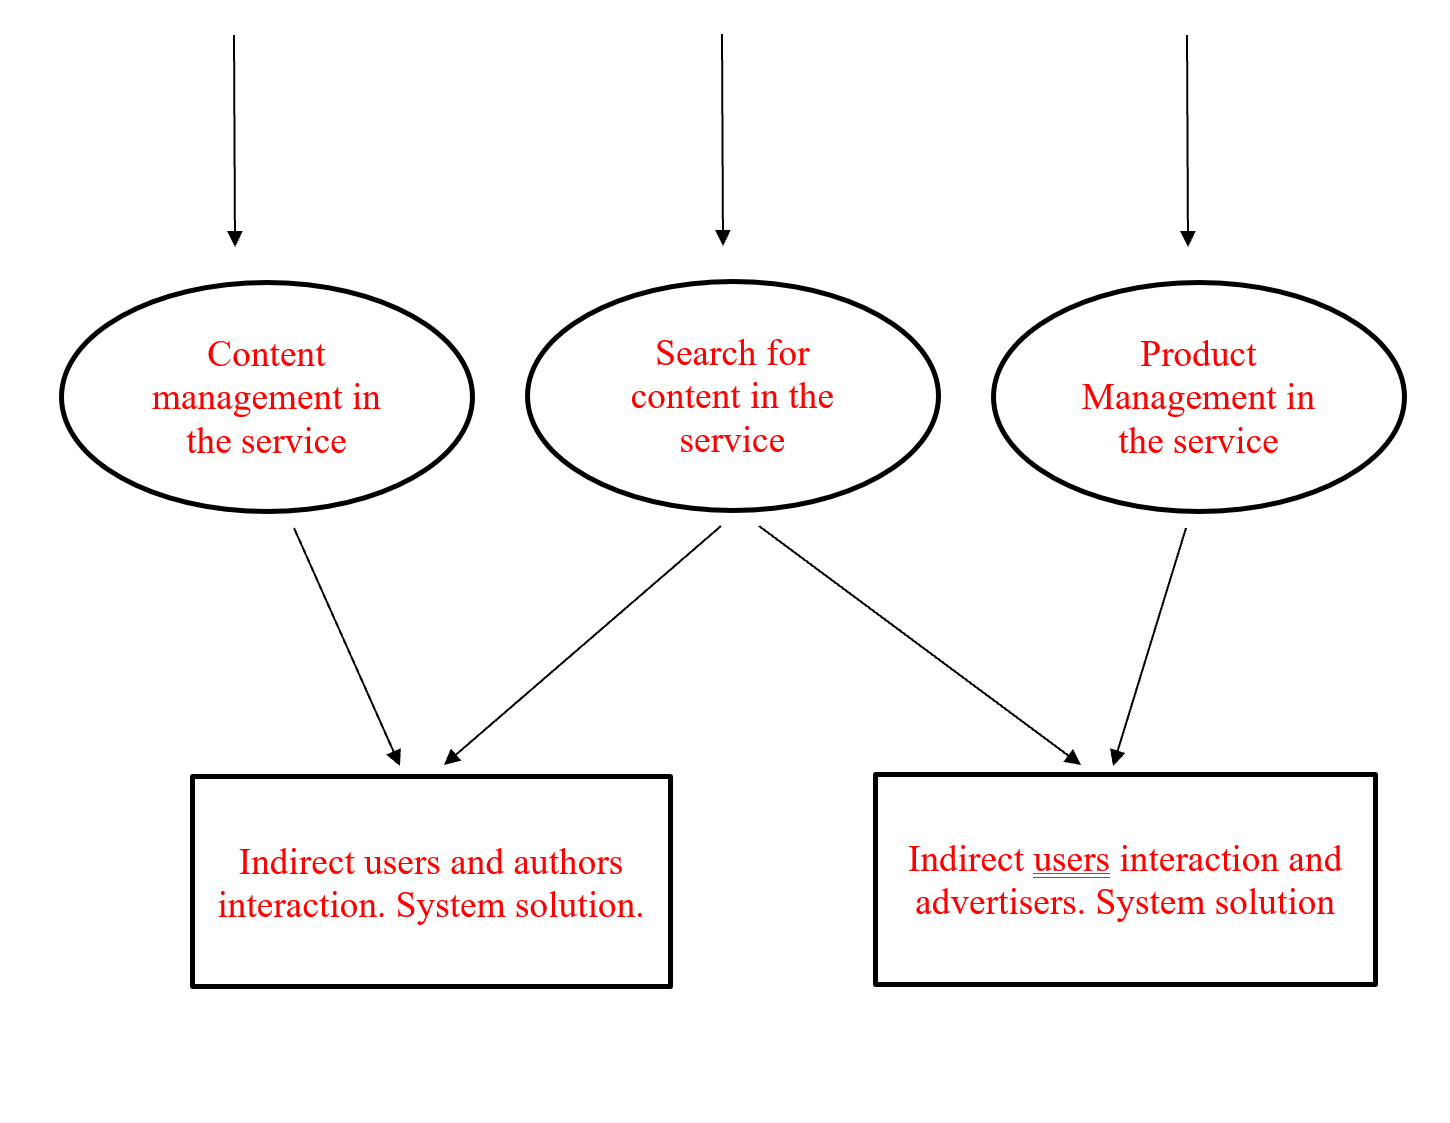 Content
management in
the service
Search for
content in the
service
Product
Management in
the service
Indirect users and authors
interaction. System solution.
Indirect users interaction and
advertisers. System solution